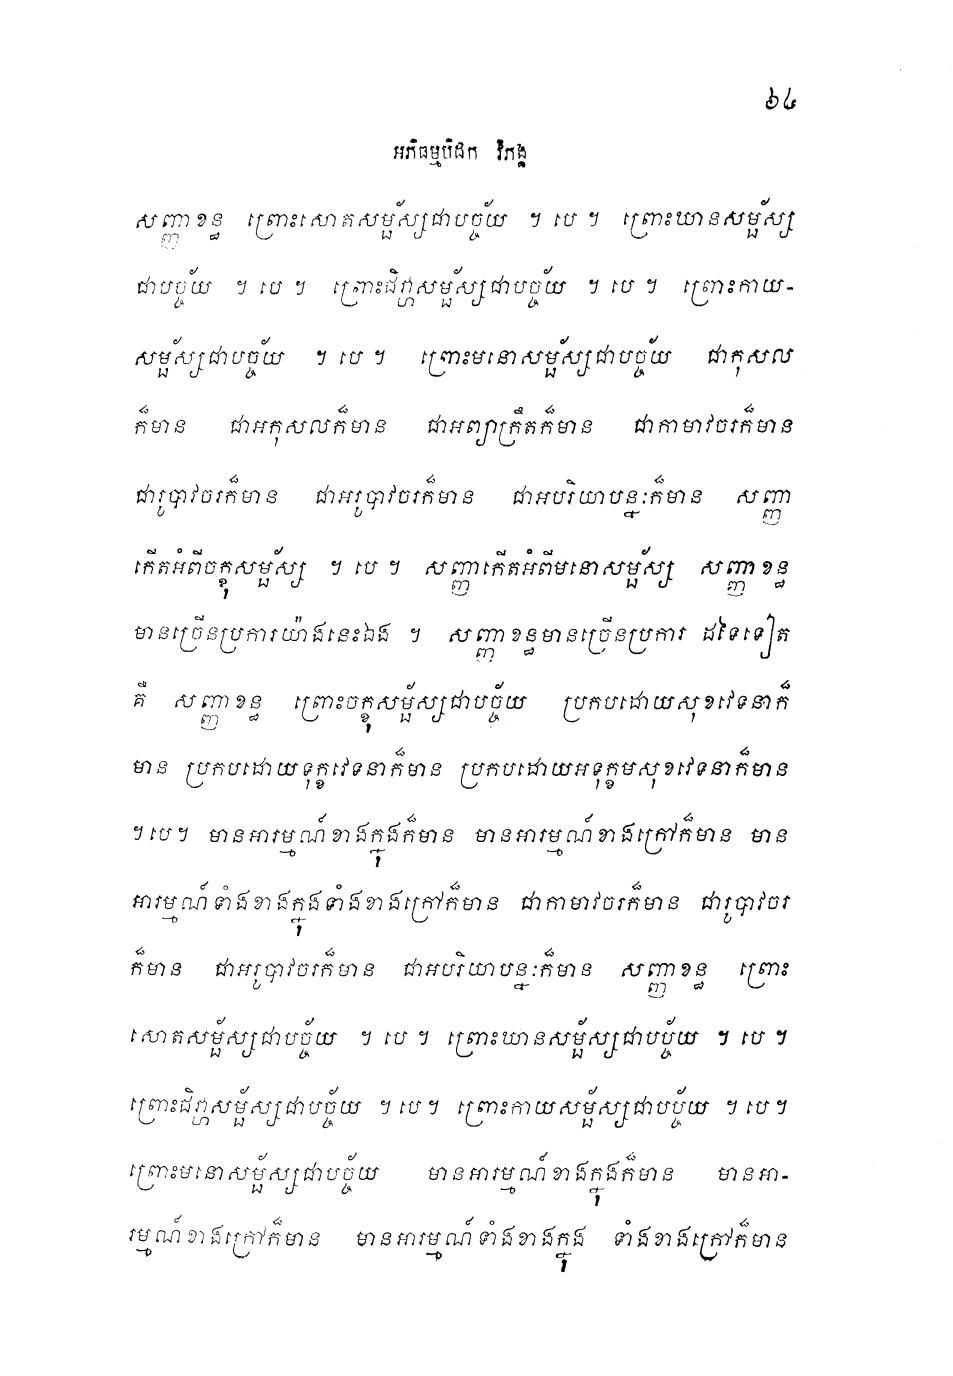 ៦៤
អភិធម្មបិដក វិភង្គ
សញ្ញាខន្ធ ព្រោះសោតសម្ផ័ស្សជាបច្ច័យ ។ បេ ។ ព្រោះឃានសម្ផ័ស្ស
ជាបច្ច័យ ។ បេ ។ ព្រោះជិវ្ហាសម្ផ័ស្សជាបច្ច័យ ។ បេ ។ ព្រោះកាយ-
សម្ផ័ស្សជាបច្ច័យ ។ បេ ។ ព្រោះមនោសម្ផ័ស្សជាបច្ច័យ ជាកុសល
ក៏មាន ជាអកុសលក៏មាន ជាអព្យាក្រឹតក៏មាន ជាកាមាវចរក៏មាន
ជារូបាវចរក៏មាន ជាអរូបាវចរក៏មាន ជាអបរិយាបន្នៈក៏មាន សញ្ញា
កើតអំពីចក្ខុសម្ផ័ស្ស ។ បេ ។ សញ្ញាកើតអំពីមនោសម្ផ័ស្ស សញ្ញាខន្ធ
មានច្រើនប្រការយ៉ាងនេះឯង ។ សញ្ញាខន្ធមានច្រើនប្រការ ដទៃទៀត
គឺ សញ្ញាខន្ធ ព្រោះចក្ខុសម្ផ័ស្សជាបច្ច័យ ប្រកបដោយសុខវេទនាក៏
មាន ប្រកបដោយទុក្ខវេទនាក៏មាន ប្រកបដោយអទុក្ខមសុខវេទនាក៏មាន
។បេ។ មានអារម្មណ៍ខាងក្នុងក៏មាន មានអារម្មណ៍ខាងក្រៅក៏មាន មាន
អារម្មណ៍ទាំងខាងក្នុងទាំងខាងក្រៅក៏មាន ជាកាមាវចរក៏មាន ជារូបាវចរ
ក៏មាន ជាអរូបាវចរក៏មាន ជាអបរិយាបន្នៈក៏មាន សញ្ញាខន្ធ ព្រោះ
សោតសម្ផ័ស្សជាបច្ច័យ ។ បេ ។ ព្រោះឃានសម្ផ័ស្សជាបច្ច័យ ។ បេ ។
ព្រោះជិវ្ហាសម្ផ័ស្សជាបច្ច័យ ។បេ។ ព្រោះកាយសម្ផ័ស្សជាបច្ច័យ ។បេ។
ព្រោះមនោសម្ផ័ស្សជាបច្ច័យ មានអារម្មណ៍ខាងក្នុងក៏មាន មានអា-
រម្មណ៍ខាងក្រៅក៏មាន មានអារម្មណ៍ទាំងខាងក្នុង ទាំងខាងក្រៅក៏មាន